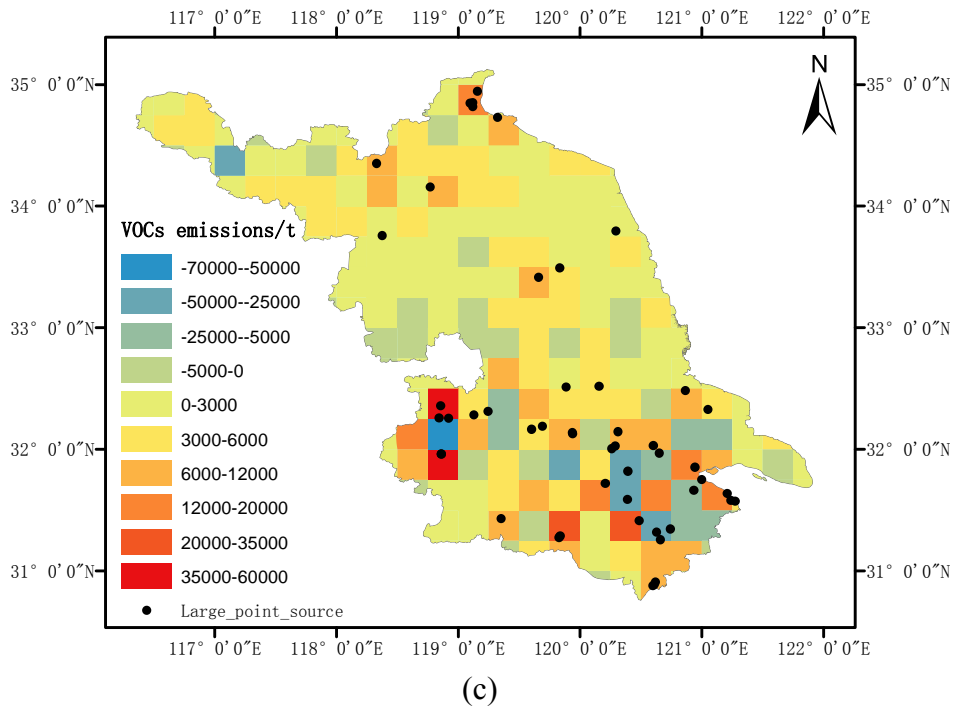 117° 0'0"E 118° 0'0"E 119° 0'0"E 120° 0'0"E 121° 0'0"E 122° 0'0"E
N
35° 0'0"N 35° 0'0"N
34° 0'0"N 34° 0'0"N
VOCs emissions/t
-70000--50000
-50000--25000
33° 0'0"N 33° 0'0"N
-25000--5000
-5000-0
0-3000
3000-6000
32° 0'0"N 32° 0'0"N
6000-12000
12000-20000
20000-35000
31° 0'0"N 31° 0'0"N
35000-60000
Large_point_source
117° 0'0"E 118° 0'0"E 119° 0'0"E 120° 0'0"E 121° 0'0"E 122° 0'0"E
(c)